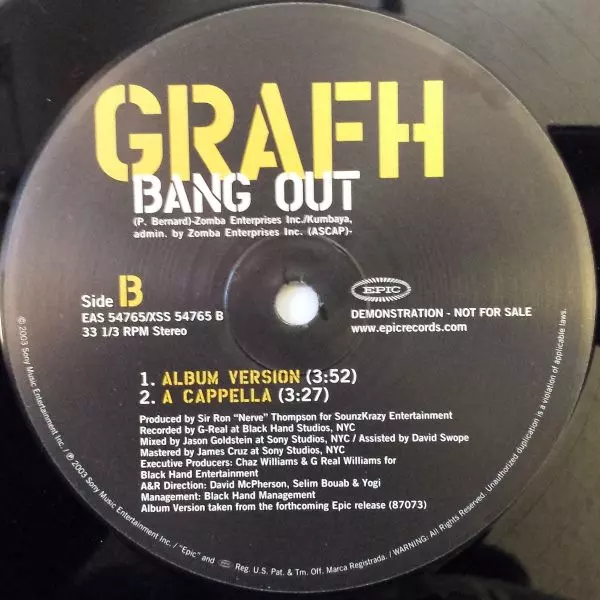 GRAFH
BANG OUT
(P. Bernard)-Zomba Enterprises Inc./Kumbaya,
admin. by Zomba Enterprises Inc. (ASCAP)-
Side B
EAS 54765/XSS 54765 B
33 1/3 RPM Stereo
EPIC
DEMONSTRATION - NOT FOR SALE
www.epicrecords.com
1. ALBUM VERSION (3:52)
2. A CAPPELLA (3:27)
Produced by Sir Ron "Nerve" Thompson for SounzKrazy Entertainment
Recorded by G-Real at Black Hand Studios, NYC
Mixed by Jason Goldstein at Sony Studios, NYC / Assisted by David Swope
Mastered by James Cruz at Sony Studios, NYC
Executive Producers: Chaz Williams & G Real Williams for
Black Hand Entertainment
A&R Direction: David McPherson, Selim Bouab & Yogi
Management: Black Hand Management
Album Version taken from the forthcoming Epic release (87073)
© 2003 Sony Music Entertainment Inc. / ℗ 2003 Sony Music Entertainment Inc. / "Epic" and EPIC Reg. U.S. Pat. & Tm. Off. Marca Registrada. / WARNING: All Rights Reserved. Unauthorized duplication is a violation of applicable laws.